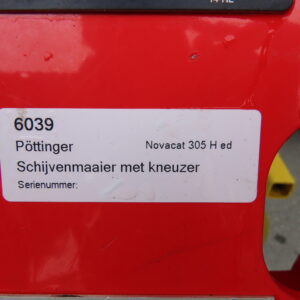 6039
Pöttinger Novacat 305 H ed
Schijvenmaaier met kneuzer
Serienummer: